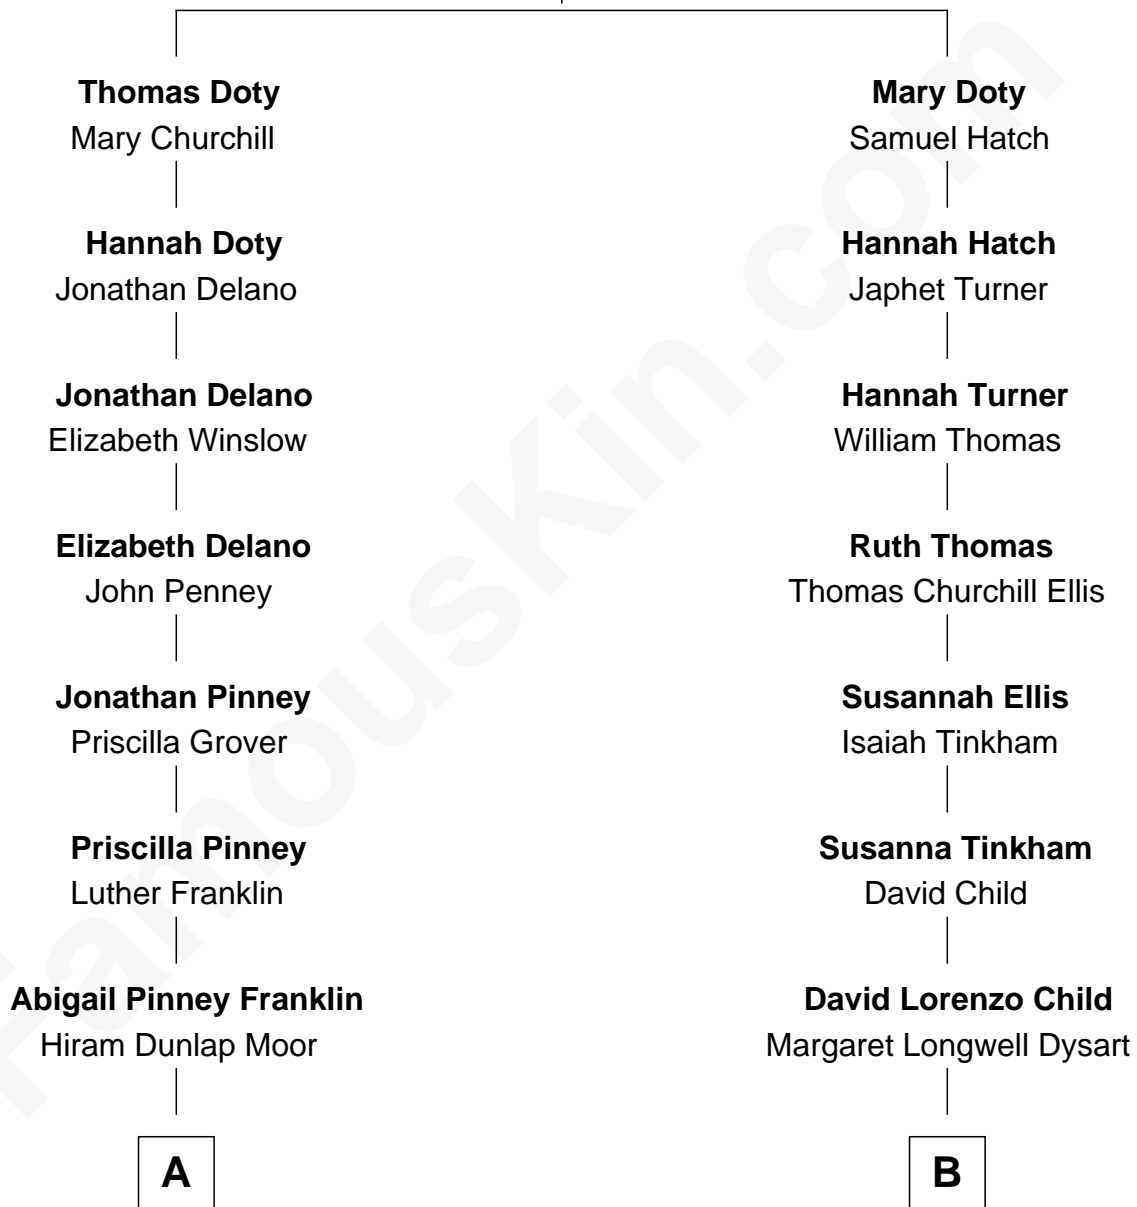 Thomas Doty
Mary Churchill
Hannah Doty
Jonathan Delano
Jonathan Delano
Elizabeth Winslow
Elizabeth Delano
John Penney
Jonathan Pinney
Priscilla Grover
Priscilla Pinney
Luther Franklin
Abigail Pinney Franklin
Hiram Dunlap Moor
A
Mary Doty
Samuel Hatch
Hannah Hatch
Japhet Turner
Hannah Turner
William Thomas
Ruth Thomas
Thomas Churchill Ellis
Susannah Ellis
Isaiah Tinkham
Susanna Tinkham
David Child
David Lorenzo Child
Margaret Longwell Dysart
B
FamousKin.com